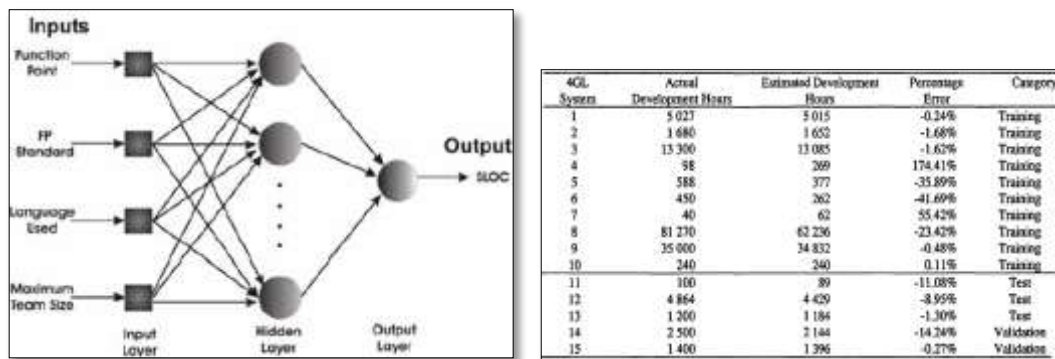 Inputs
Function
Point
FP
Standard
Language
Used
Maximum
Team Size
Input
Layer
Hidden
Layer
Output
Layer
Output
SLOC
4GL System Actual Development Hours Estimated Development Hours Percentage Error Category
1 5 027 5 015 -0.24% Training
2 1 680 1 652 -1.68% Training
3 13 300 13 085 -1.62% Training
4 98 269 174.41% Training
5 588 377 -35.89% Training
6 450 262 -41.69% Training
7 40 62 55.42% Training
8 81 270 62 236 -23.42% Training
9 35 000 34 832 -0.48% Training
10 240 240 0.11% Training
11 100 89 -11.08% Test
12 4 864 4 429 -8.95% Test
13 1 200 1 184 -1.30% Test
14 2 500 2 144 -14.24% Validation
15 1 400 1 396 -0.27% Validation